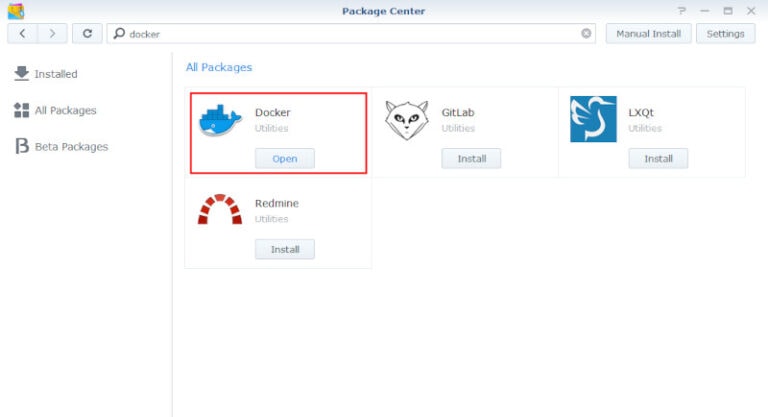 Package Center
docker
Manual Install
Settings
Installed
All Packages
Beta Packages
All Packages
Docker
Utilities
Open
GitLab
Utilities
Install
LXQt
Utilities
Install
Redmine
Utilities
Install